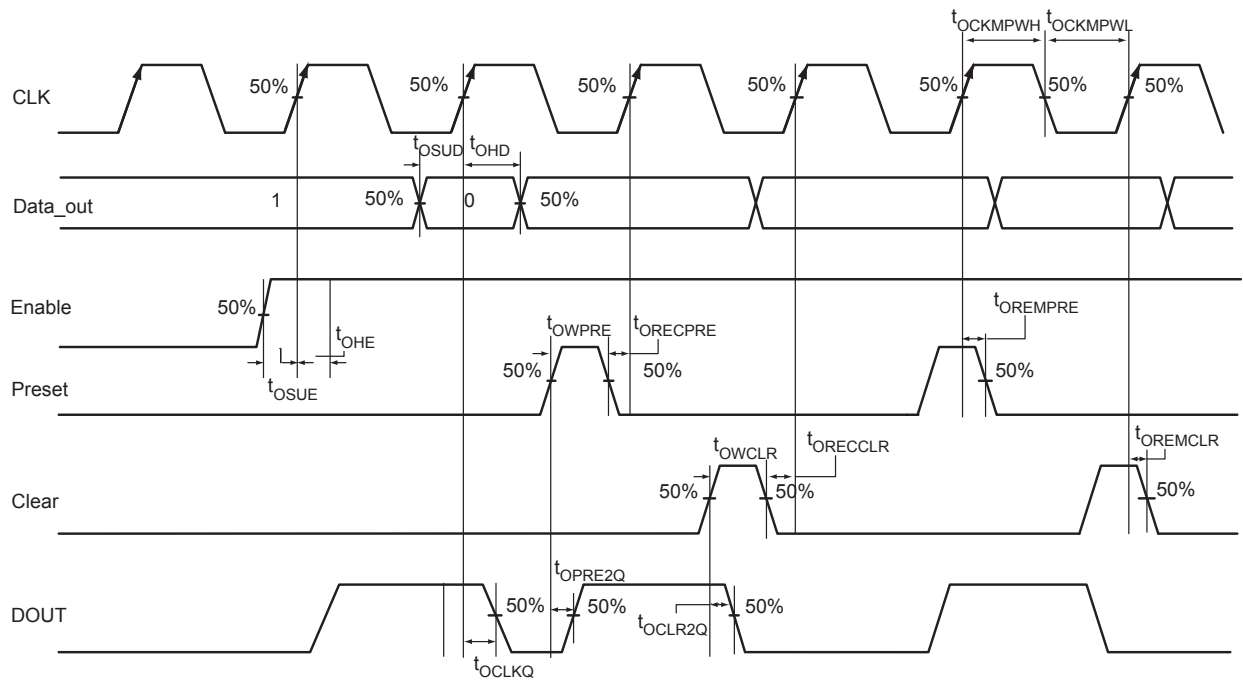 tOCKMPWH tOCKMPWL
CLK 50% 50% 50% 50% 50% 50% 50%
tOSUD tOHD
Data_out 1 50% 0 50%
Enable 50%
tOHE
tOSUE
tOWPRE tORECPRE tOREMPRE
Preset 50% 50% 50%
tOWCLR tORECCLR tOREMCLR
Clear 50% 50% 50%
tOPRE2Q
DOUT 50% 50% 50%
tOCLR2Q
tOCLKQ